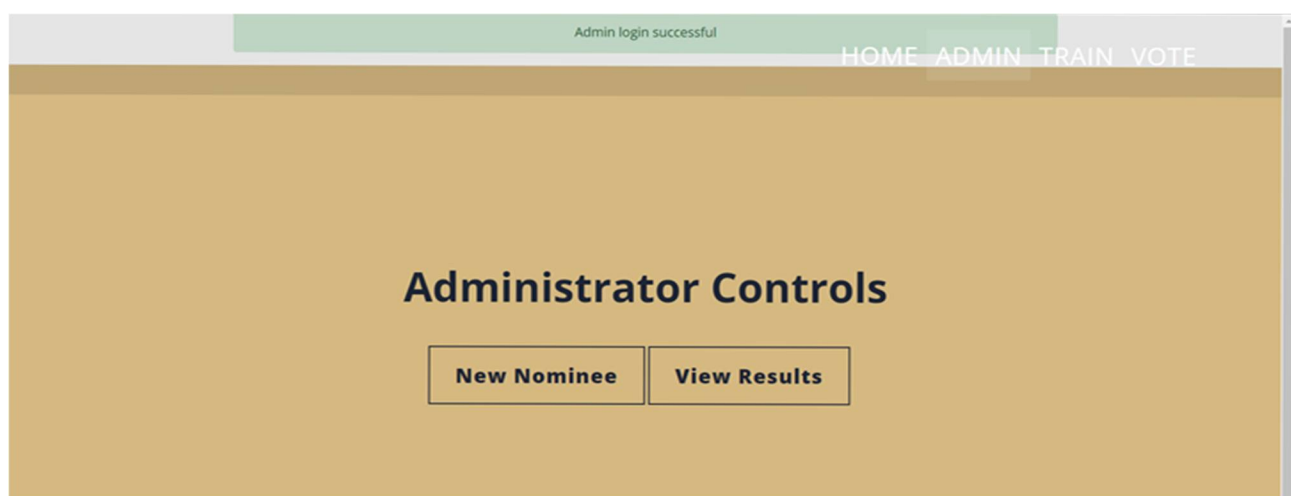 Admin login successful
HOME ADMIN TRAIN VOTE
Administrator Controls
New Nominee View Results